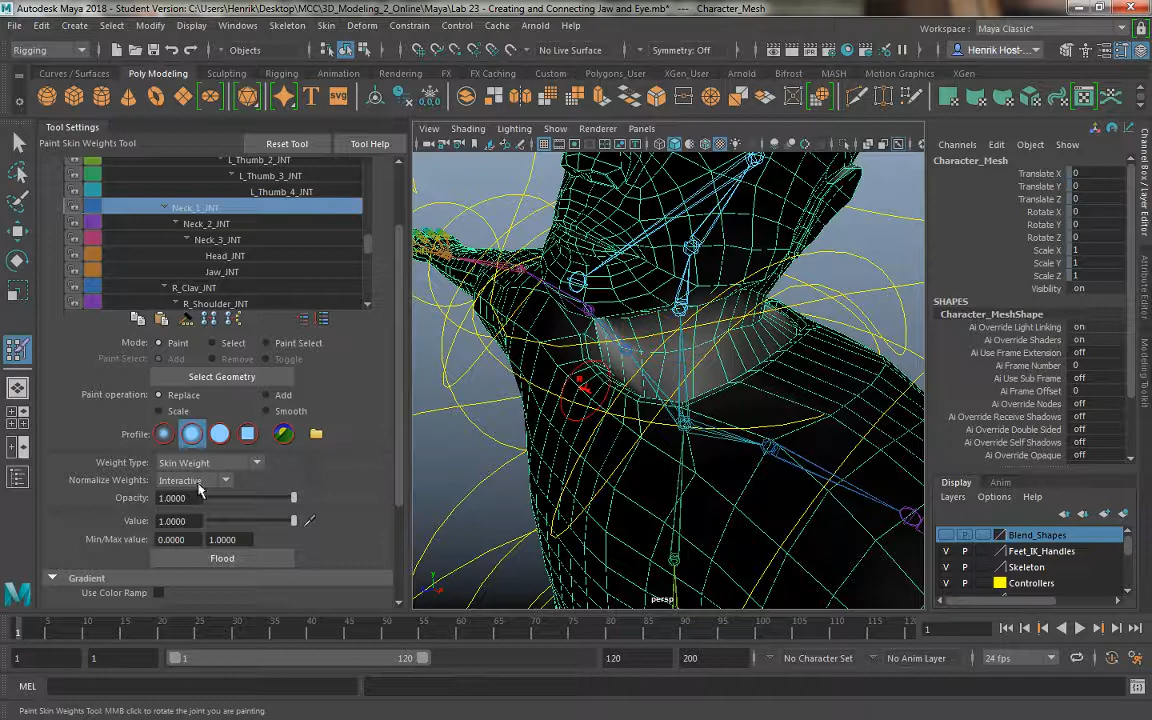 Autodesk Maya 2018 - Student Version: C:\Users\Henrik\Desktop\MCC\3D_Modeling_2_Online\Maya\Lab 23 - Creating and Connecting Jaw and Eye.mb* --- Character_Mesh
File Edit Create Select Modify Display Windows Skeleton Skin Deform Constrain Control Cache Arnold Help
Workspace : Maya Classic*
Rigging Objects No Live Surface Symmetry: Off Henrik Host-...
Curves / Surfaces Poly Modeling Sculpting Rigging Animation Rendering FX FX Caching Custom Polygons_User XGen_User Arnold Bifrost MASH Motion Graphics XGen
SVG
Tool Settings
Paint Skin Weights Tool Reset Tool Tool Help
L_Thumb_2_JNT
L_Thumb_3_JNT
L_Thumb_4_JNT
Neck_1_JNT
Neck_2_JNT
Neck_3_JNT
Head_JNT
Jaw_JNT
R_Clav_JNT
R_Shoulder_JNT
Mode: Paint Select Paint Select
Paint Select: Add Remove Toggle
Select Geometry
Paint operation: Replace Add
Scale Smooth
Profile:
Weight Type: Skin Weight
Normalize Weights: Interactive
Opacity: 1.0000
Value: 1.0000
Min/Max value: 0.0000 1.0000
Flood
Gradient
Use Color Ramp
View Shading Lighting Show Renderer Panels
persp
Channels Edit Object Show
Character_Mesh
Translate X 0
Translate Y 0
Translate Z 0
Rotate X 0
Rotate Y 0
Rotate Z 0
Scale X 1
Scale Y 1
Scale Z 1
Visibility on
SHAPES
Character_MeshShape
Ai Override Light Linking on
Ai Override Shaders on
Ai Use Frame Extension off
Ai Frame Number 0
Ai Use Sub Frame off
Ai Frame Offset 0
Ai Override Nodes off
Ai Override Receive Shadows off
Ai Override Double Sided off
Ai Override Self Shadows off
Ai Override Opaque off
Display Anim
Layers Options Help
P Blend_Shapes
V P Feet_IK_Handles
V P Skeleton
V P Controllers
Channel Box/Layer Editor
Attribute Editor
Modeling Toolkit
1 5 10 15 20 25 30 35 40 45 50 55 60 65 70 75 80 85 90 95 100 105 110 115 120 1
1 1 1 120 120 200 No Character Set No Anim Layer 24 fps
MEL
Paint Skin Weights Tool: MMB click to rotate the joint you are painting.